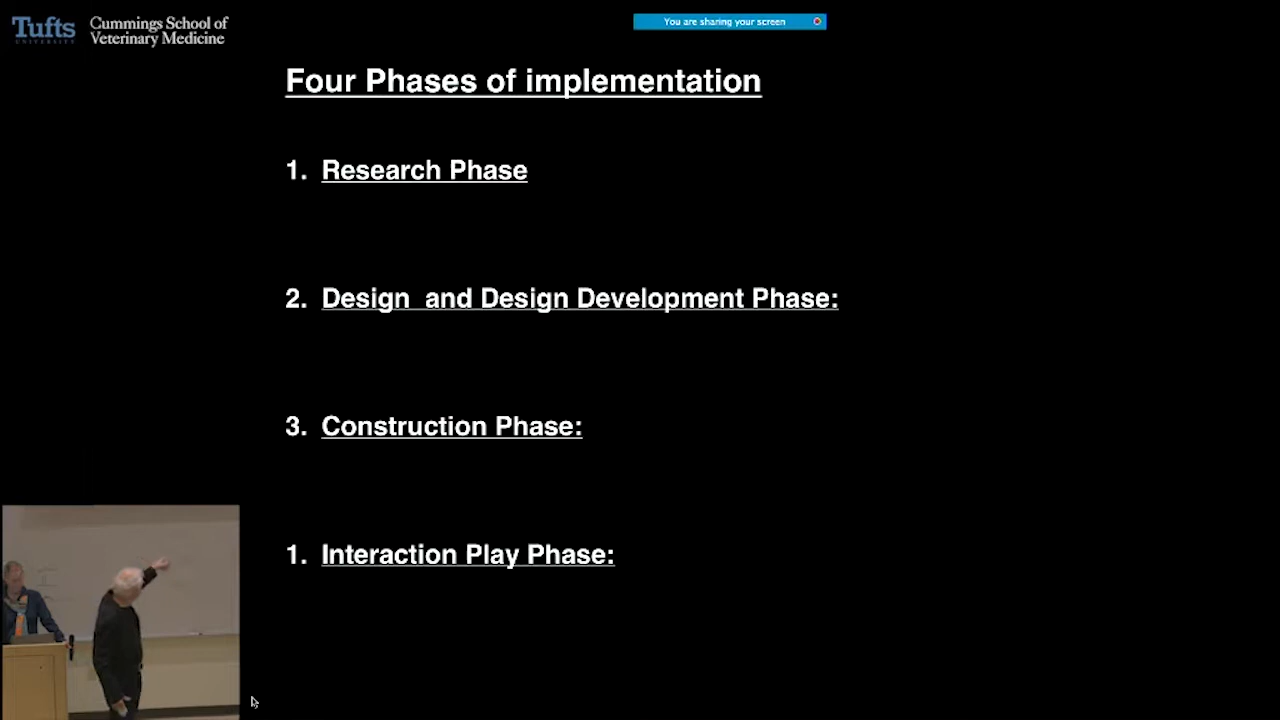 Tufts
UNIVERSITY
Cummings School of
Veterinary Medicine
You are sharing your screen
Four Phases of implementation
1. Research Phase
2. Design  and Design Development Phase:
3. Construction Phase:
1. Interaction Play Phase: